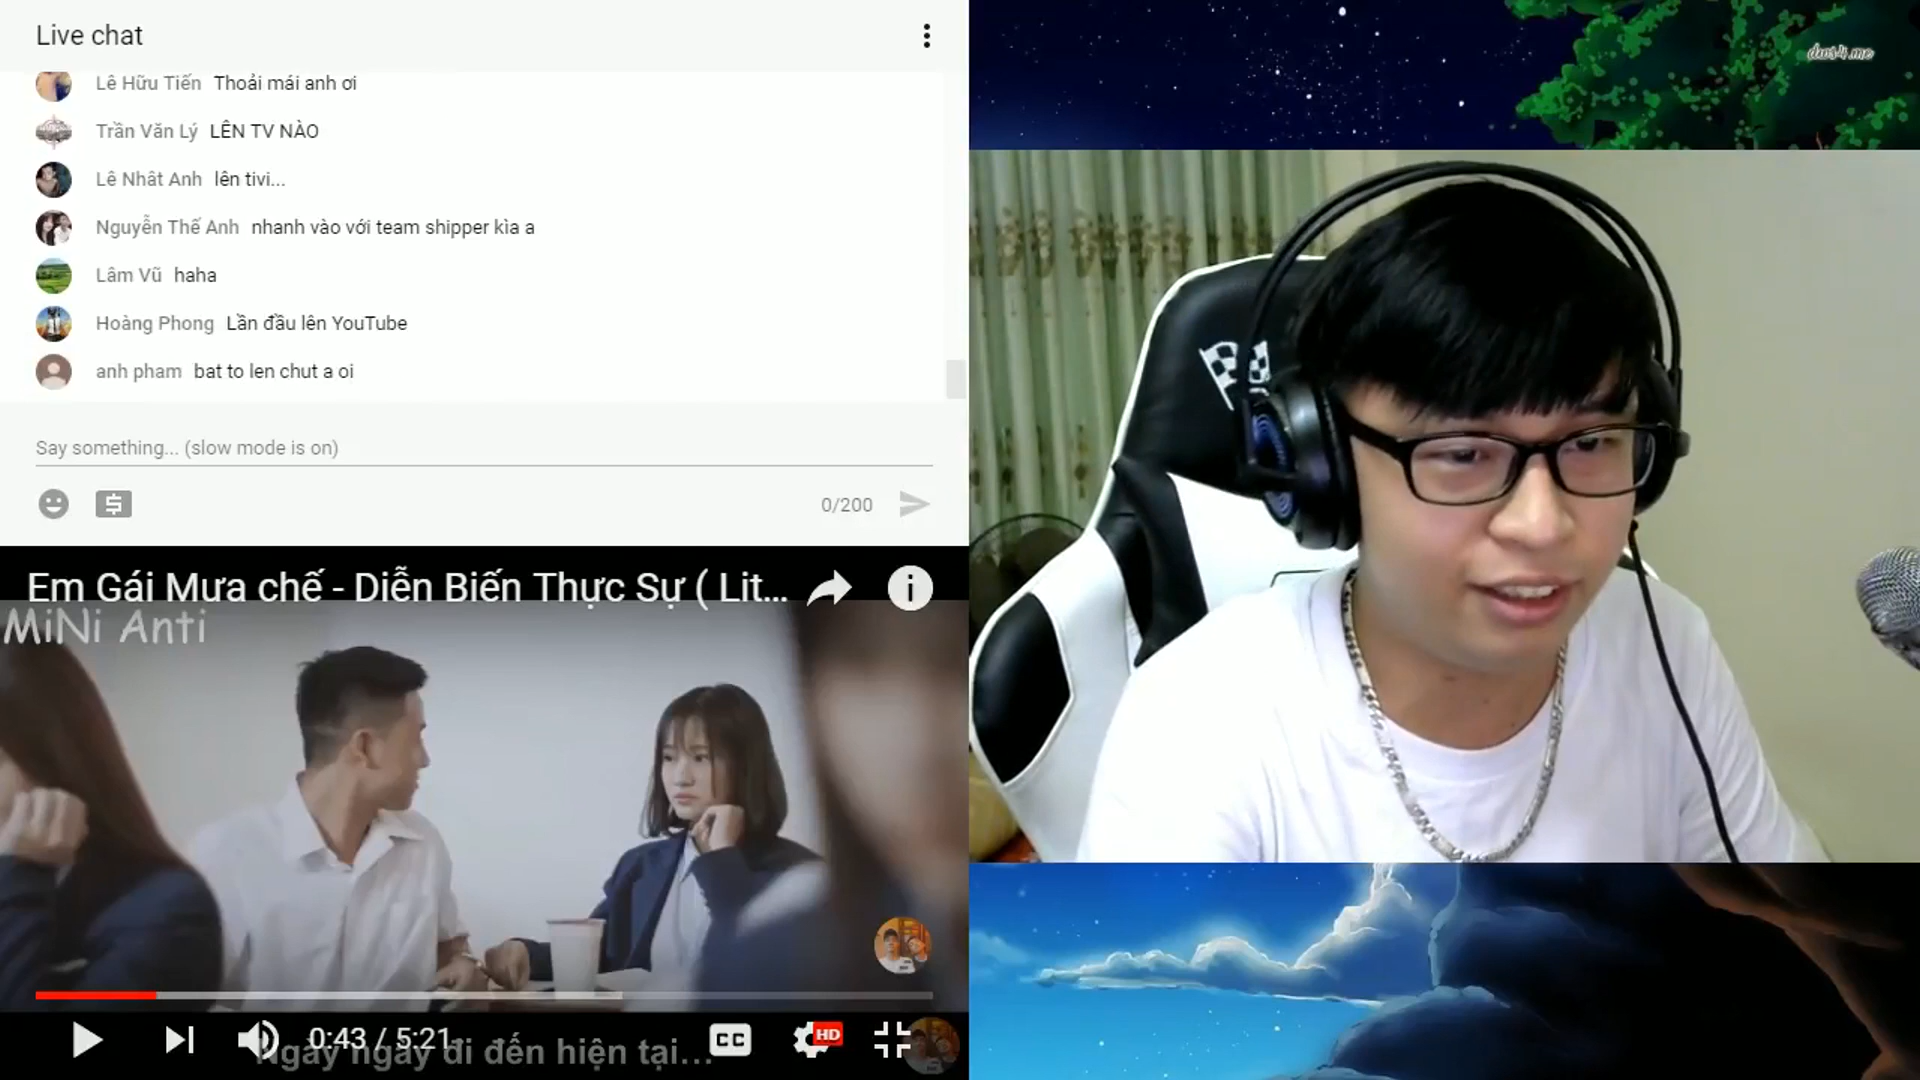 Live chat
Lê Hữu Tiến Thoải mái anh ơi
Trần Văn Lý LÊN TV NÀO
Lê Nhât Anh lên tivi...
Nguyễn Thế Anh nhanh vào với team shipper kìa a
Lâm Vũ haha
Hoàng Phong Lần đầu lên YouTube
anh pham bat to len chut a oi
Say something... (slow mode is on)
0/200
Em Gái Mưa chế - Diễn Biến Thực Sự ( Lit...
MiNi Anti
0:43 / 5:21
CC
HD
Ngày ngày đi đến hiện tại...